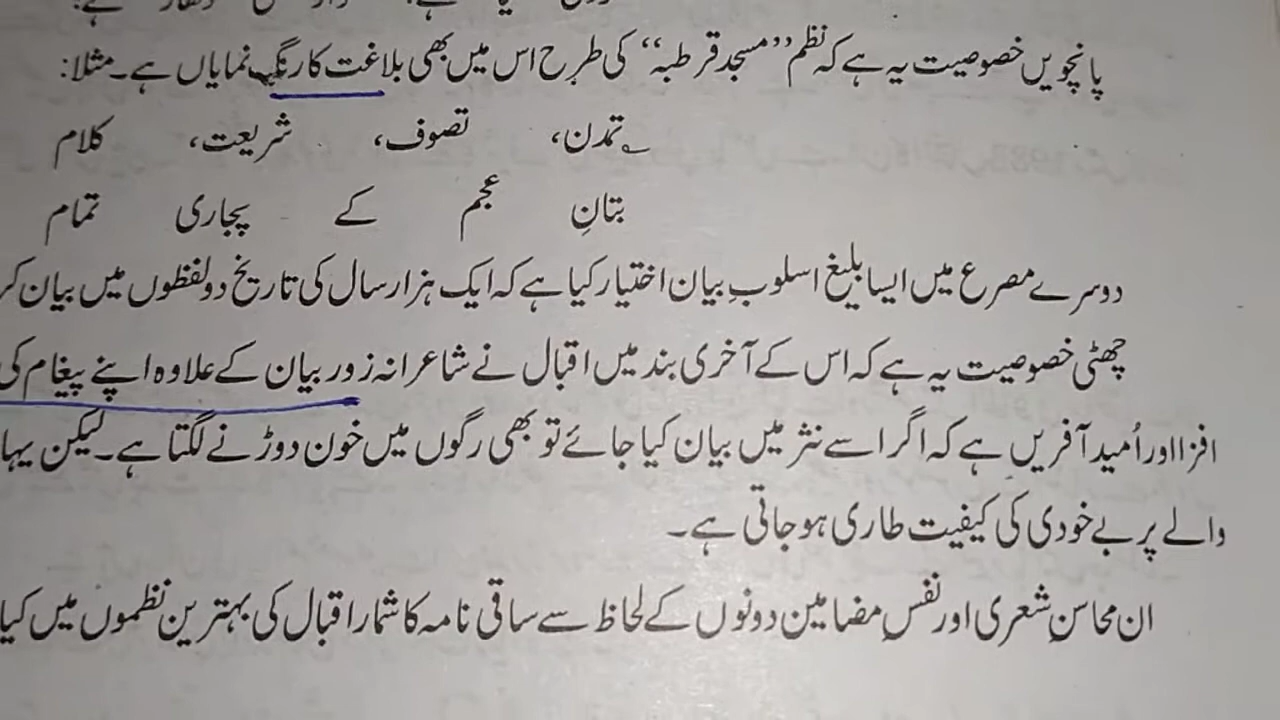 پانچویں خصوصیت یہ ہے کہ نظم ”مسجد قرطبہ“ کی طرح اس میں بھی بلاغت کا رنگ نمایاں ہے۔ مثلا:
؎ تمدن، تصوف، شریعت، کلام
بتانِ عجم کے پجاری تمام
دوسرے مصرع میں ایسا بلیغ اسلوبِ بیان اختیار کیا ہے کہ ایک ہزار سال کی تاریخ دو لفظوں میں بیان کر
چھٹی خصوصیت یہ ہے کہ اس کے آخری بند میں اقبال نے شاعرانہ زور بیان کے علاوہ اپنے پیغام کی
افزا اور اُمید آفریں ہے کہ اگر اسے نثر میں بیان کیا جائے تو بھی رگوں میں خون دوڑنے لگتا ہے۔ لیکن یہا
والے پر بے خودی کی کیفیت طاری ہو جاتی ہے۔
ان محاسنِ شعری اور نفسِ مضامین دونوں کے لحاظ سے ساقی نامہ کا شمار اقبال کی بہترین نظموں میں کیا